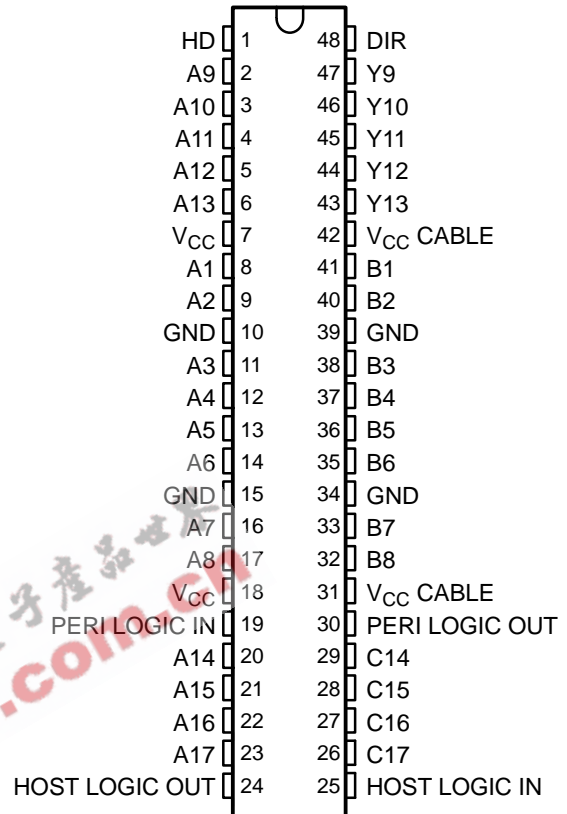 HD 1 48 DIR
A9 2 47 Y9
A10 3 46 Y10
A11 4 45 Y11
A12 5 44 Y12
A13 6 43 Y13
VCC 7 42 VCC CABLE
A1 8 41 B1
A2 9 40 B2
GND 10 39 GND
A3 11 38 B3
A4 12 37 B4
A5 13 36 B5
A6 14 35 B6
GND 15 34 GND
A7 16 33 B7
A8 17 32 B8
VCC 18 31 VCC CABLE
PERI LOGIC IN 19 30 PERI LOGIC OUT
A14 20 29 C14
A15 21 28 C15
A16 22 27 C16
A17 23 26 C17
HOST LOGIC OUT 24 25 HOST LOGIC IN
子產品世界
.com.cn